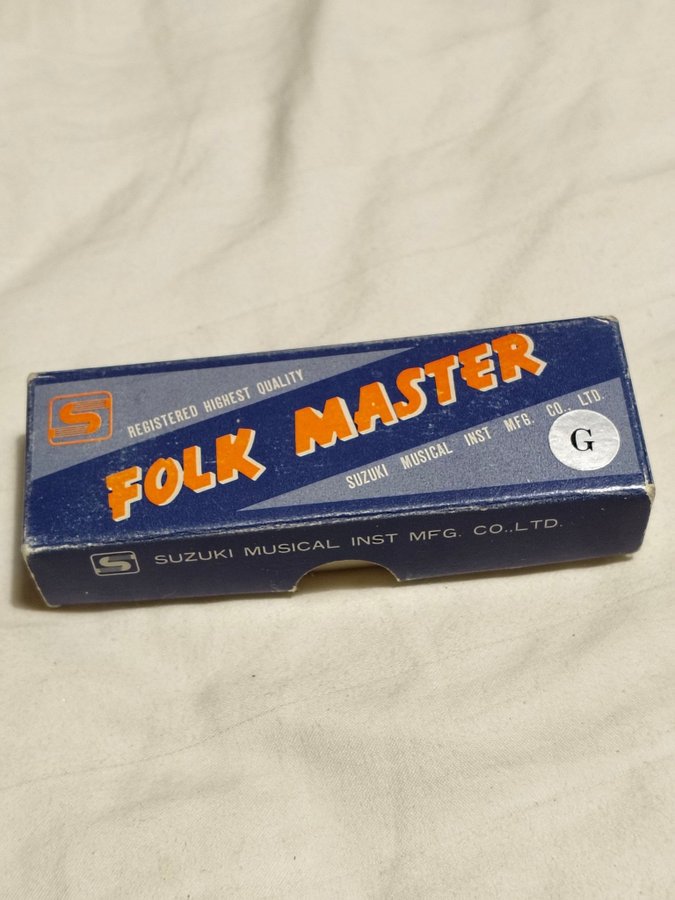 S
REGISTERED HIGHEST QUALITY
FOLK MASTER
SUZUKI MUSICAL INST MFG. CO., LTD.
G
S SUZUKI MUSICAL INST MFG. CO.,LTD.